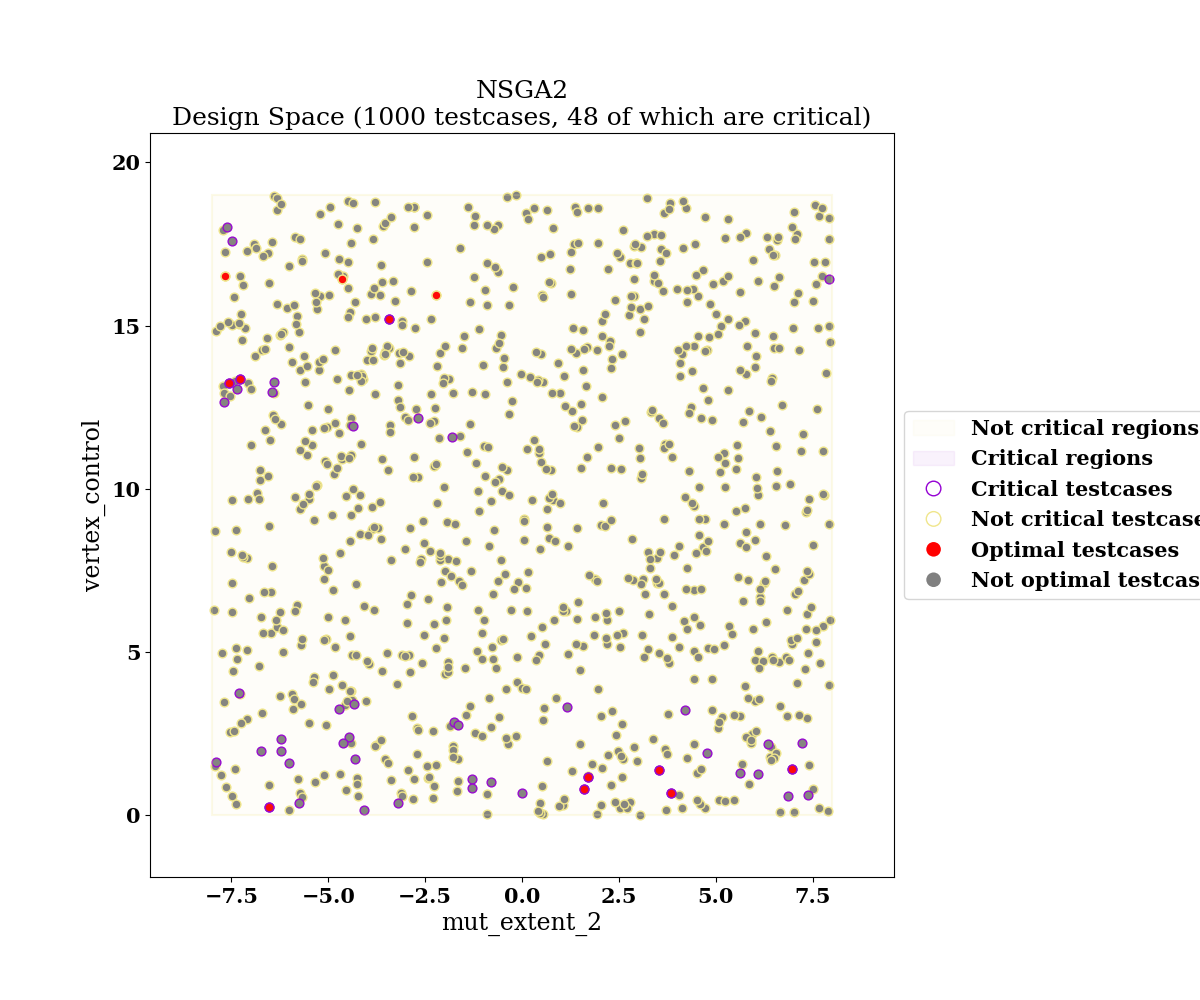 NSGA2
Design Space (1000 testcases, 48 of which are critical)
20
15
10
5
0
vertex_control
−7.5
−5.0
−2.5
0.0
2.5
5.0
7.5
mut_extent_2
Not critical regions
Critical regions
Critical testcases
Not critical testcase
Optimal testcases
Not optimal testcas